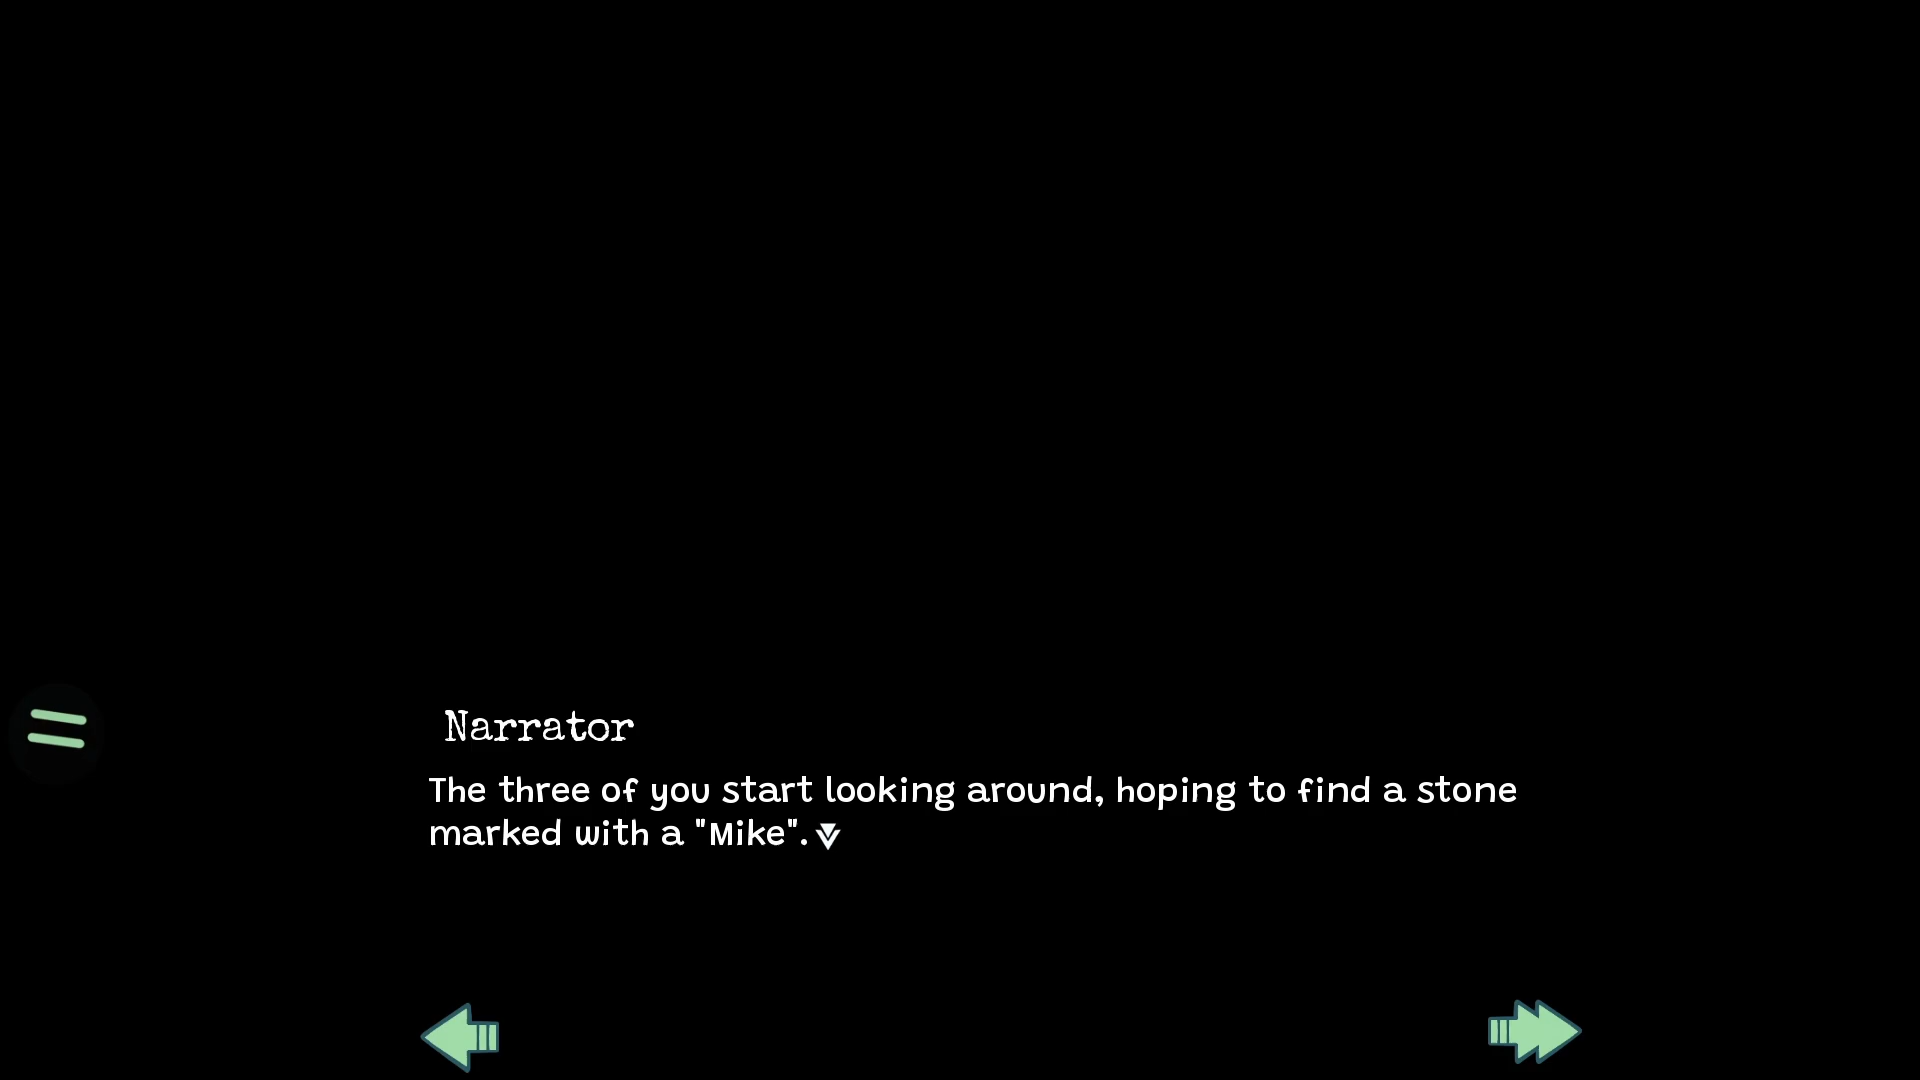 Narrator
The three of you start looking around, hoping to find a stone
marked with a "Mike".